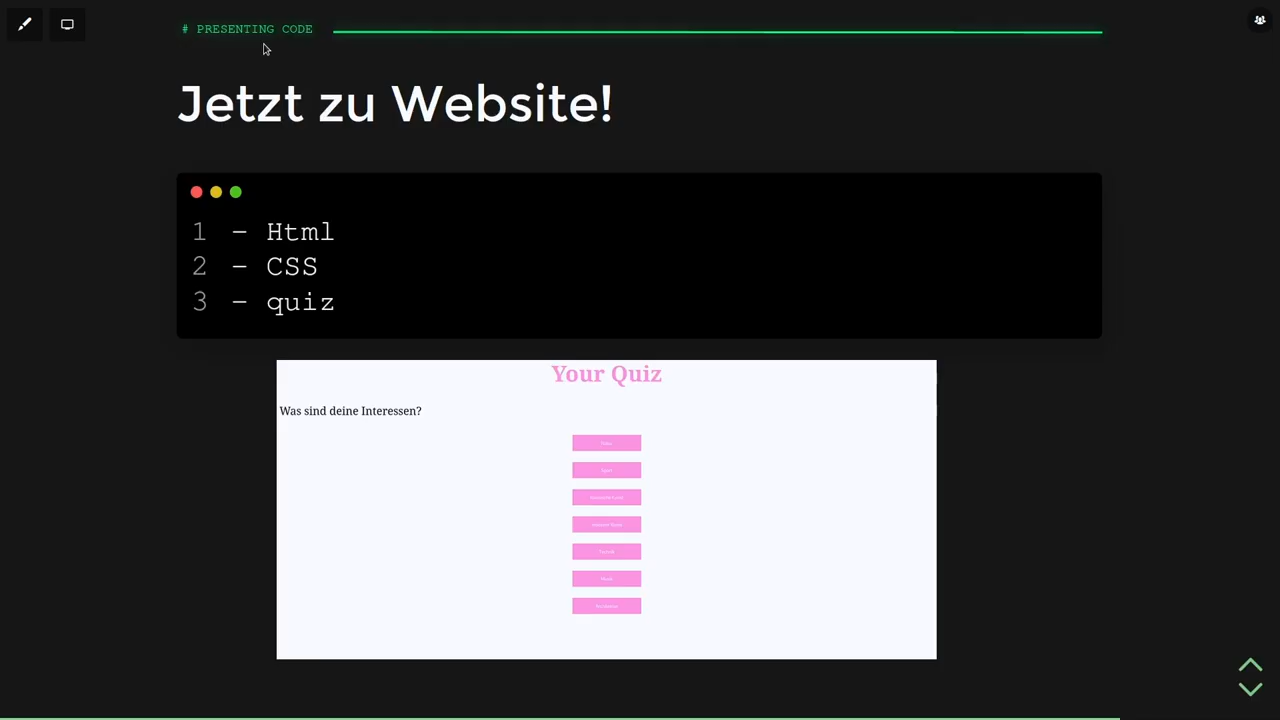 # PRESENTING CODE
Jetzt zu Website!
1 - Html
2 - CSS
3 - quiz
Your Quiz
Was sind deine Interessen?